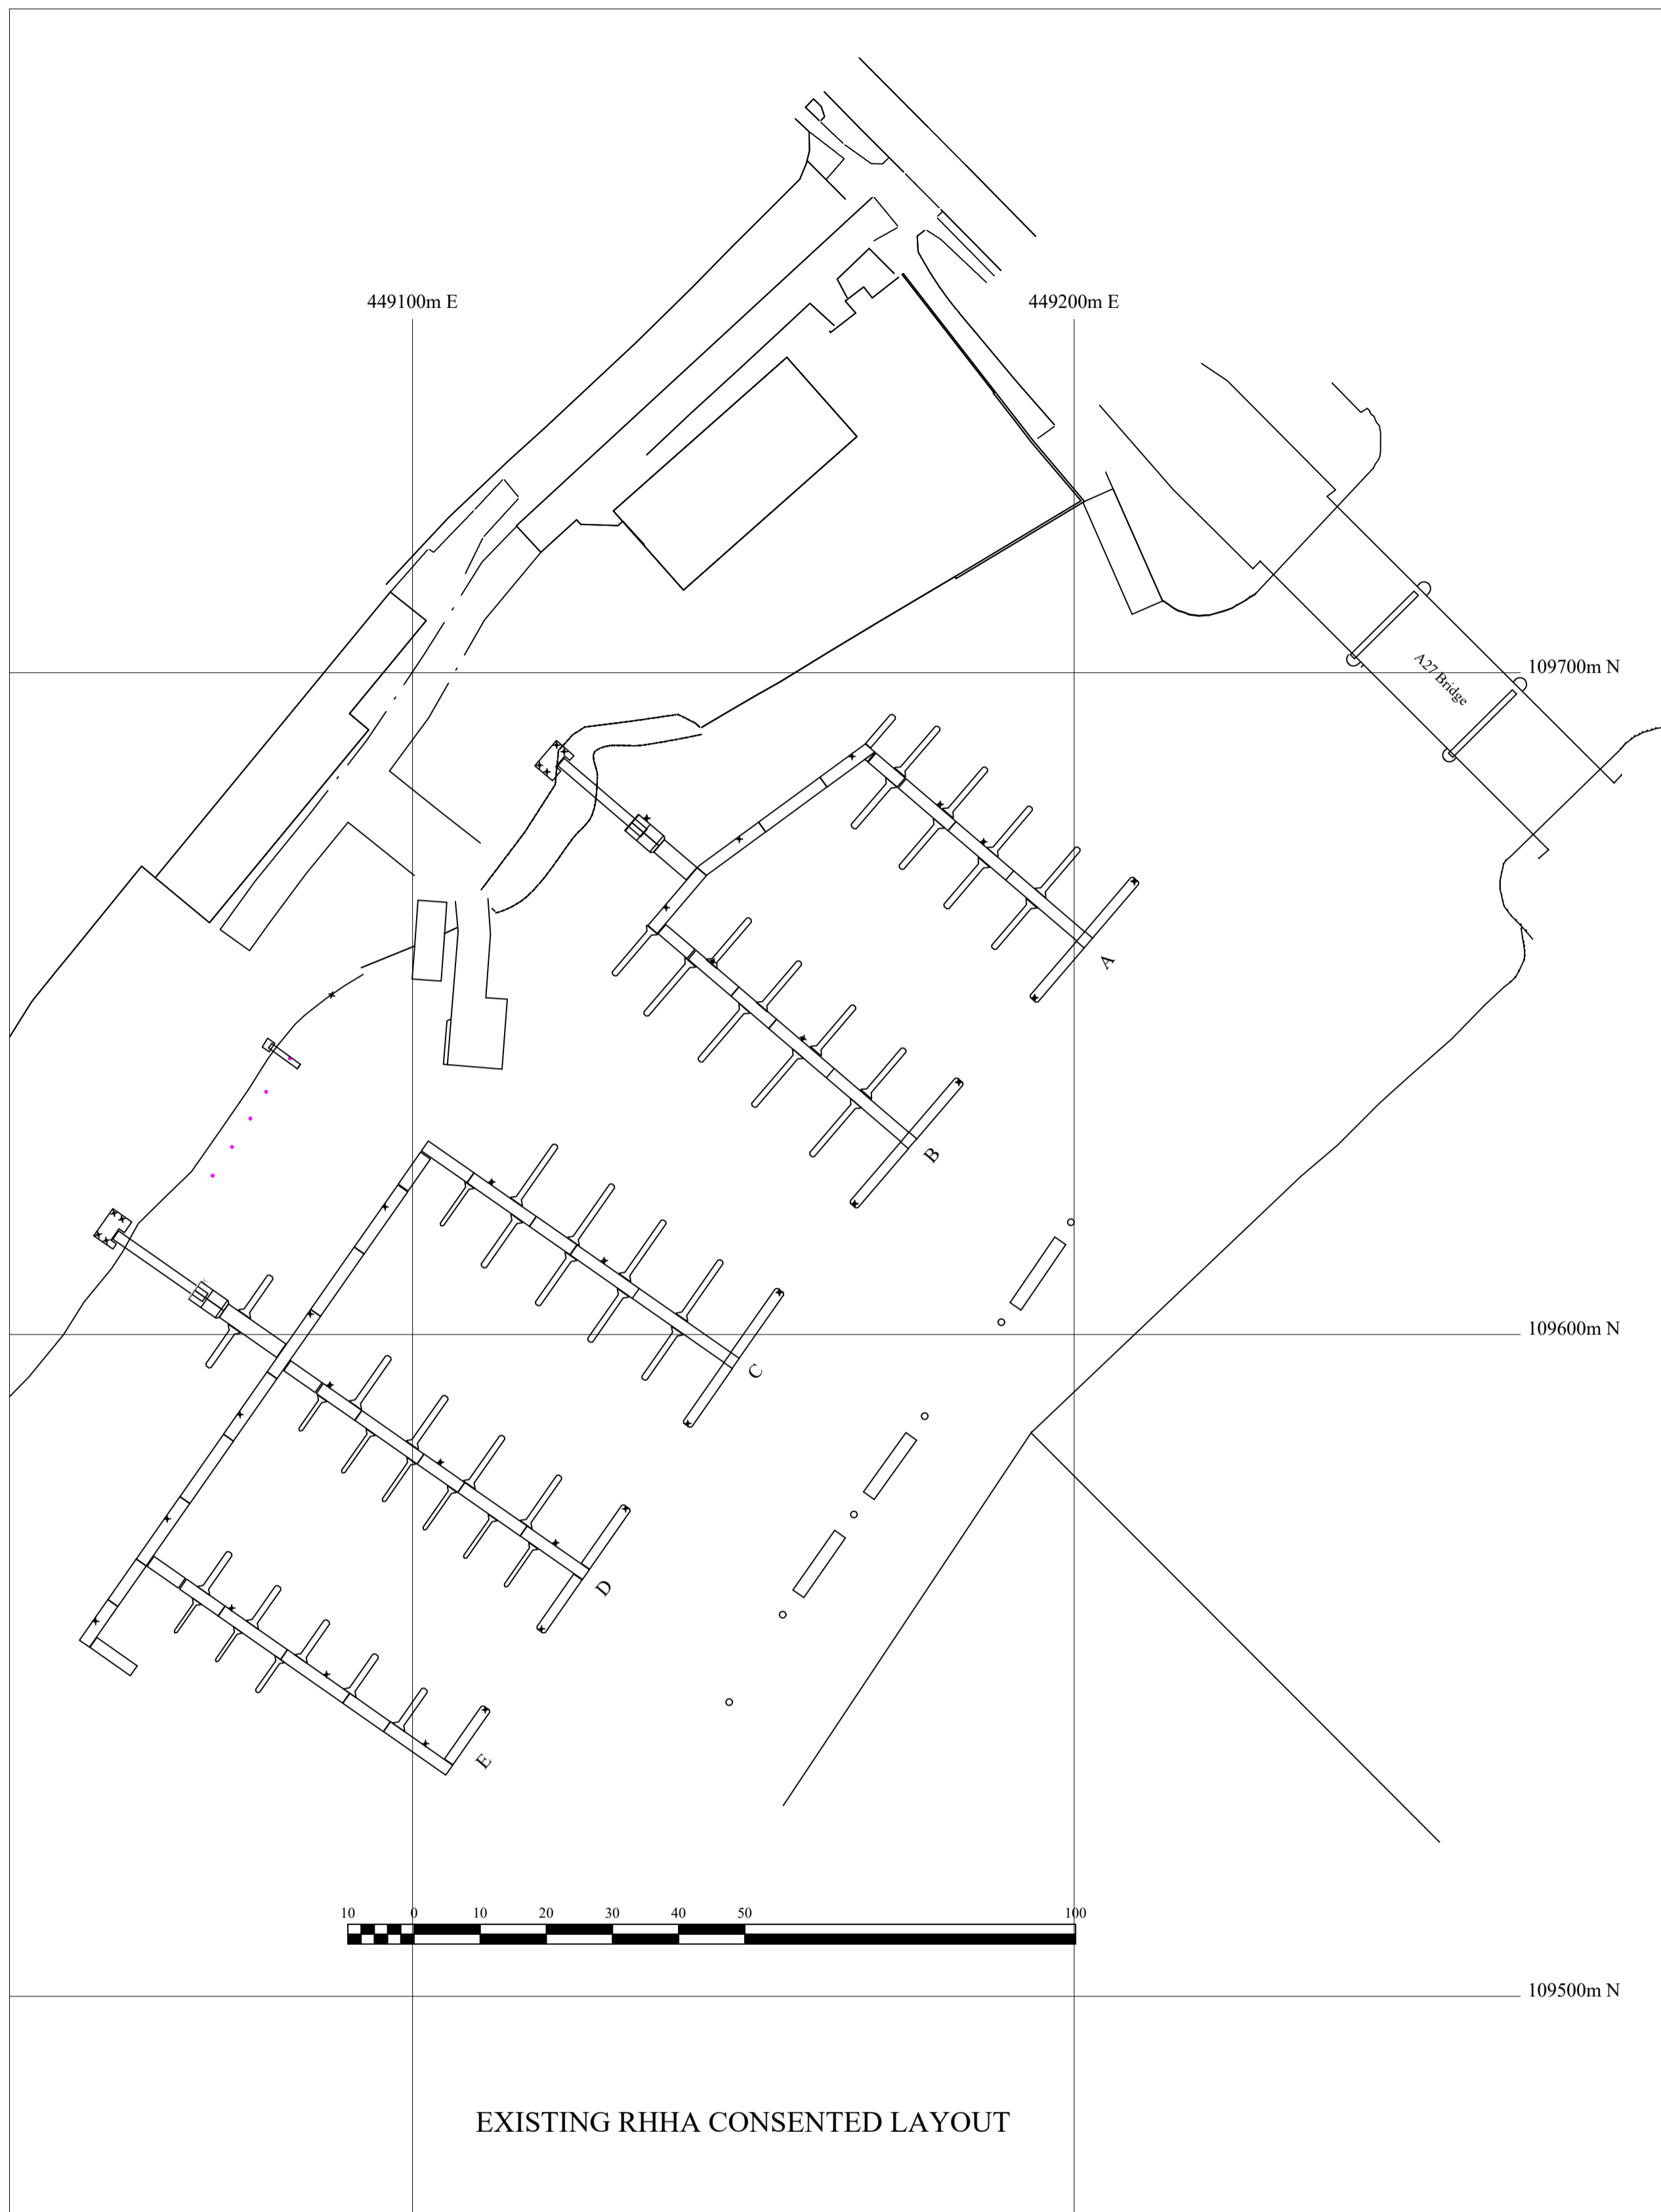 449100m E
449200m E
109700m N
A27 Bridge
A
B
109600m N
C
D
E
10 0 10 20 30 40 50 100
109500m N
EXISTING RHHA CONSENTED LAYOUT